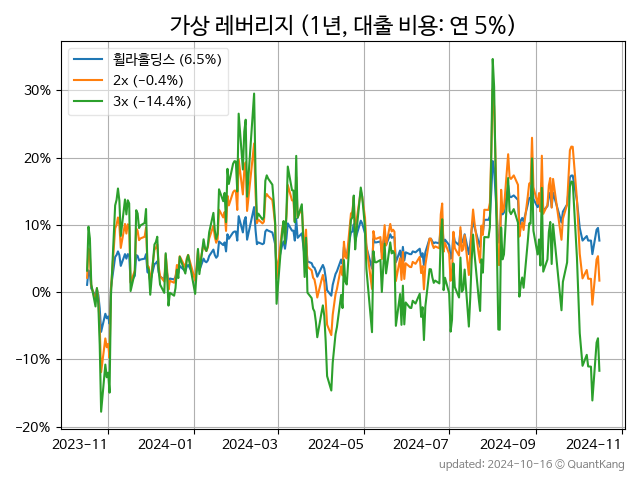 가상 레버리지 (1년, 대출 비용: 연 5%)
휠라홀딩스 (6.5%)
2x (-0.4%)
3x (-14.4%)
30%
20%
10%
0%
-10%
-20%
2023-11
2024-01
2024-03
2024-05
2024-07
2024-09
2024-11
updated: 2024-10-16 © QuantKang